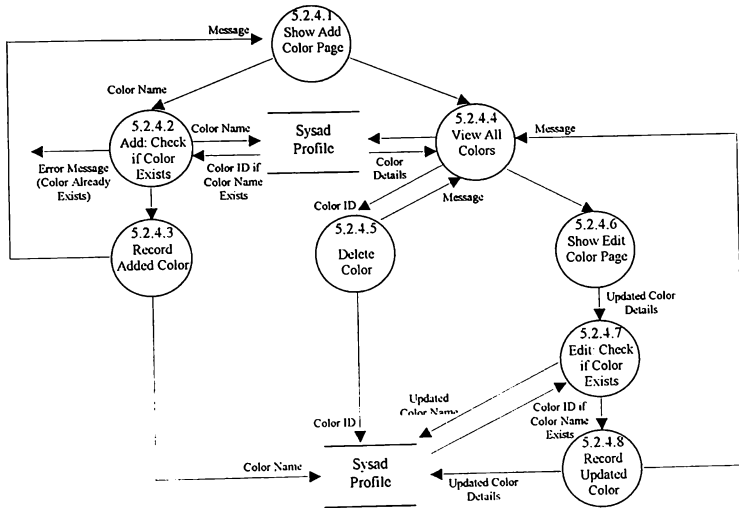 Message
5.2.4.1
Show Add
Color Page
Color Name
5.2.4.2
Add: Check
if Color
Exists
Color Name
Sysad
Profile
5.2.4.4
View All
Colors
Message
Error Message
(Color Already
Exists)
Color ID if
Color Name
Exists
Color
Details
Color ID
Message
5.2.4.3
Record
Added Color
5.2.4.5
Delete
Color
5.2.4.6
Show Edit
Color Page
Updated Color
Details
5.2.4.7
Edit: Check
if Color
Exists
Updated
Color Name
Color ID if
Color Name
Exists
Color ID
Sysad
Profile
5.2.4.8
Record
Updated
Color
Color Name
Updated Color
Details